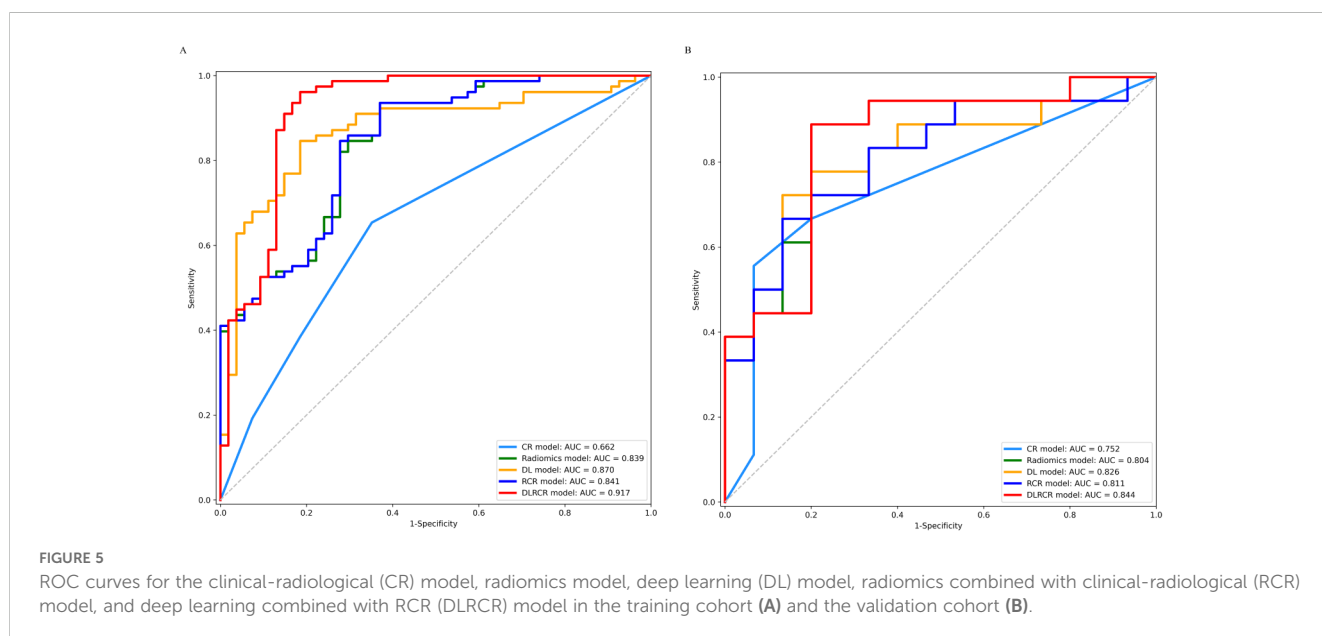 A
1.0
0.8
0.6
0.4
0.2
0.0
Sensitivity
0.0 0.2 0.4 0.6 0.8 1.0
1-Specificity
CR model: AUC = 0.662
Radiomics model: AUC = 0.839
DL model: AUC = 0.870
RCR model: AUC = 0.841
DLRCR model: AUC = 0.917
B
1.0
0.8
0.6
0.4
0.2
0.0
Sensitivity
0.0 0.2 0.4 0.6 0.8 1.0
1-Specificity
CR model: AUC = 0.752
Radiomics model: AUC = 0.804
DL model: AUC = 0.826
RCR model: AUC = 0.811
DLRCR model: AUC = 0.844
FIGURE 5
ROC curves for the clinical-radiological (CR) model, radiomics model, deep learning (DL) model, radiomics combined with clinical-radiological (RCR)
model, and deep learning combined with RCR (DLRCR) model in the training cohort (A) and the validation cohort (B).